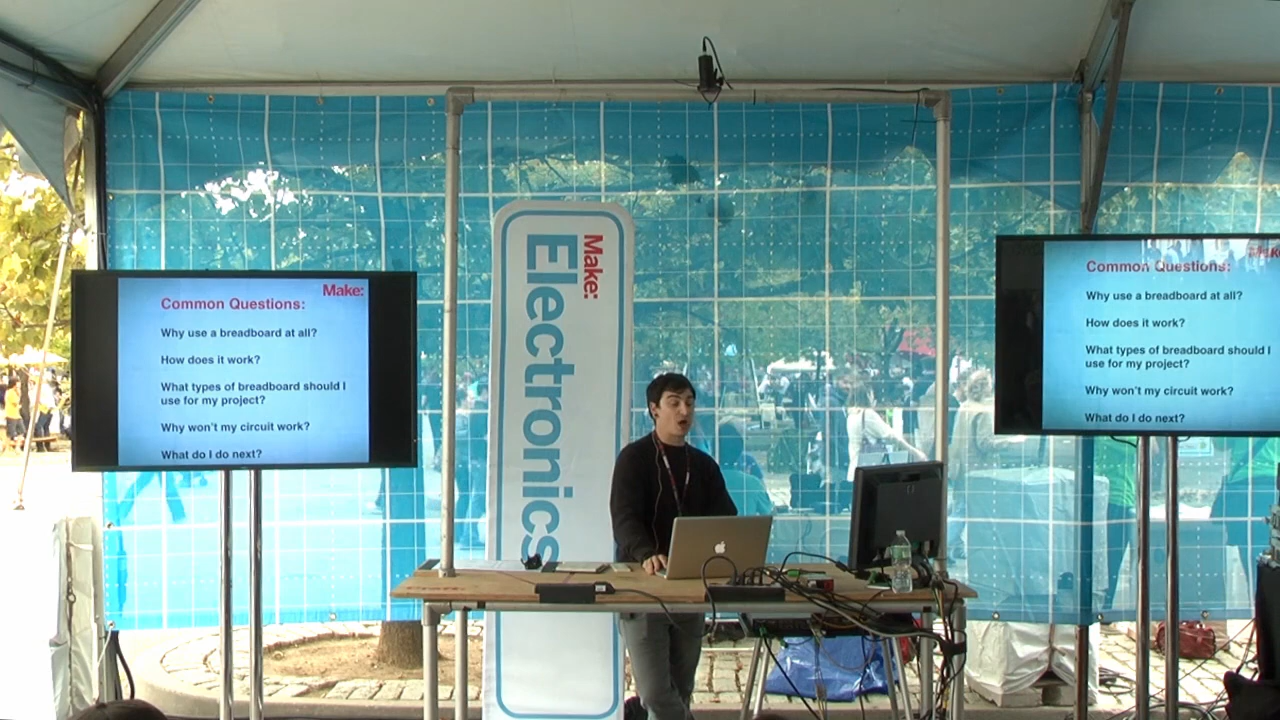 Make:
Common Questions:
Why use a breadboard at all?
How does it work?
What types of breadboard should I
use for my project?
Why won't my circuit work?
What do I do next?
Make:
Electronics
Make:
Common Questions:
Why use a breadboard at all?
How does it work?
What types of breadboard should I
use for my project?
Why won't my circuit work?
What do I do next?